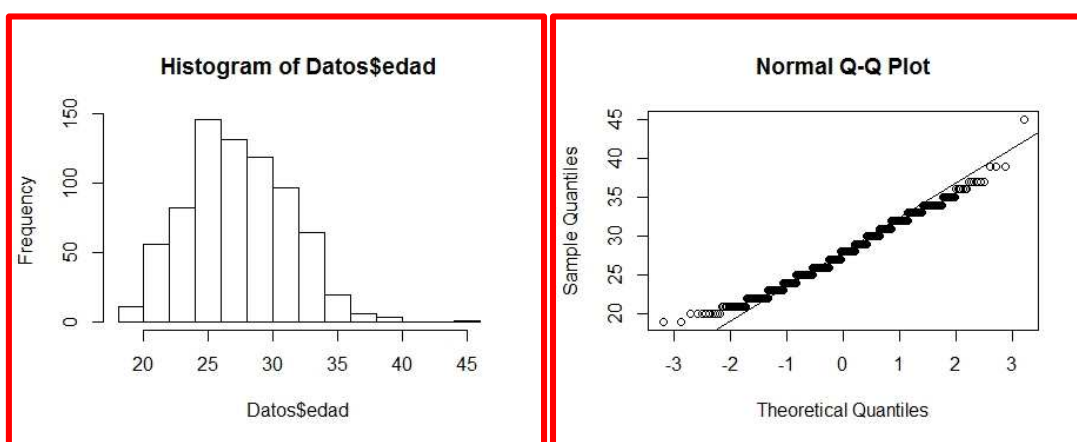 Histogram of Datos$edad
Frequency
0 50 100 150
20 25 30 35 40 45
Datos$edad
Normal Q-Q Plot
Sample Quantiles
20 25 30 35 40 45
-3 -2 -1 0 1 2 3
Theoretical Quantiles